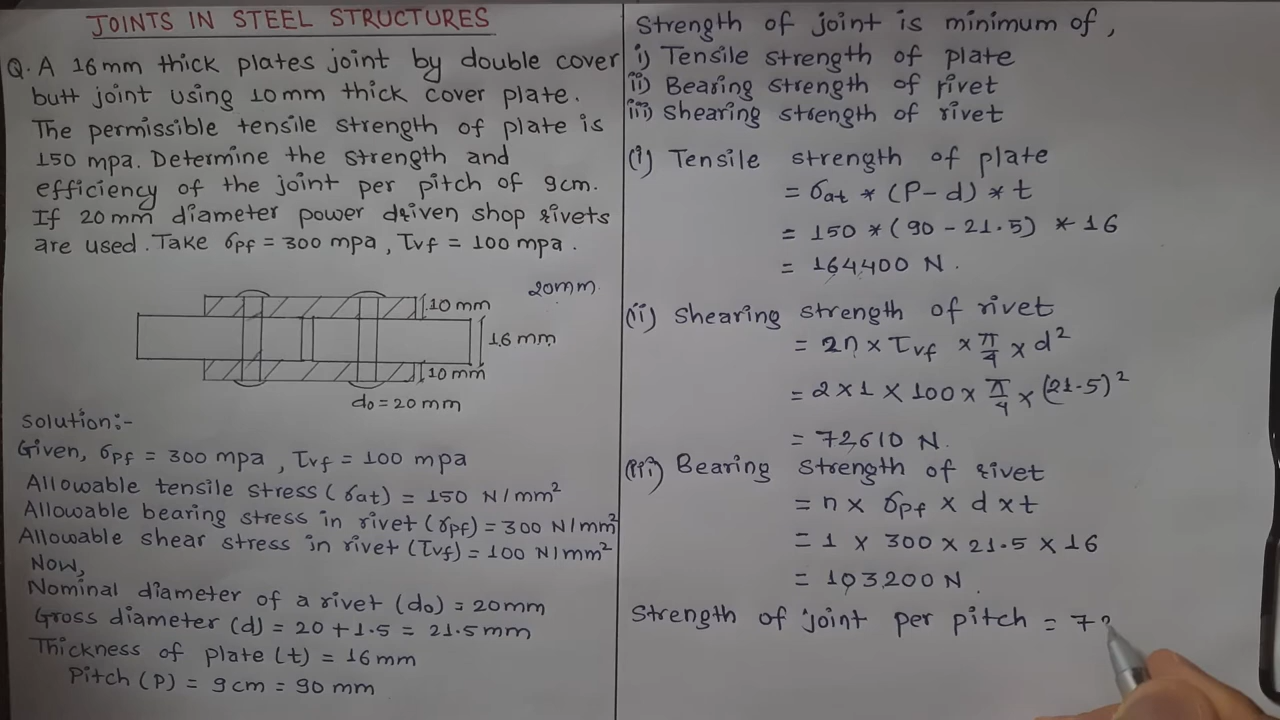 JOINTS IN STEEL STRUCTURES
Q. A 16mm thick plates joint by double cover
butt joint using 10mm thick cover plate.
The permissible tensile strength of plate is
150 mpa. Determine the strength and
efficiency of the joint per pitch of 9cm.
If 20mm diameter power driven shop rivets
are used. Take σpf = 300 mpa, τvf = 100 mpa.
20mm.
10 mm
16 mm
10 mm
do = 20 mm
Solution:-
Given, σpf = 300 mpa, τvf = 100 mpa
Allowable tensile stress (σat) = 150 N/mm²
Allowable bearing stress in rivet (σpf) = 300 N/mm²
Allowable shear stress in rivet (τvf) = 100 N/mm²
Now,
Nominal diameter of a rivet (do) = 20mm
Gross diameter (d) = 20 + 1.5 = 21.5 mm
Thickness of plate (t) = 16mm
Pitch (P) = 9cm = 90 mm
Strength of joint is minimum of,
i) Tensile strength of plate
ii) Bearing strength of rivet
iii) Shearing strength of rivet
(i) Tensile strength of plate
= σat * (P-d) * t
= 150 * (90 - 21.5) * 16
= 164400 N.
(ii) Shearing strength of rivet
= 2n × τvf × π/4 × d²
= 2 × 1 × 100 × π/4 × (21.5)²
= 72610 N.
(iii) Bearing strength of rivet
= n × σpf × d × t
= 1 × 300 × 21.5 × 16
= 103200 N.
Strength of joint per pitch = 72